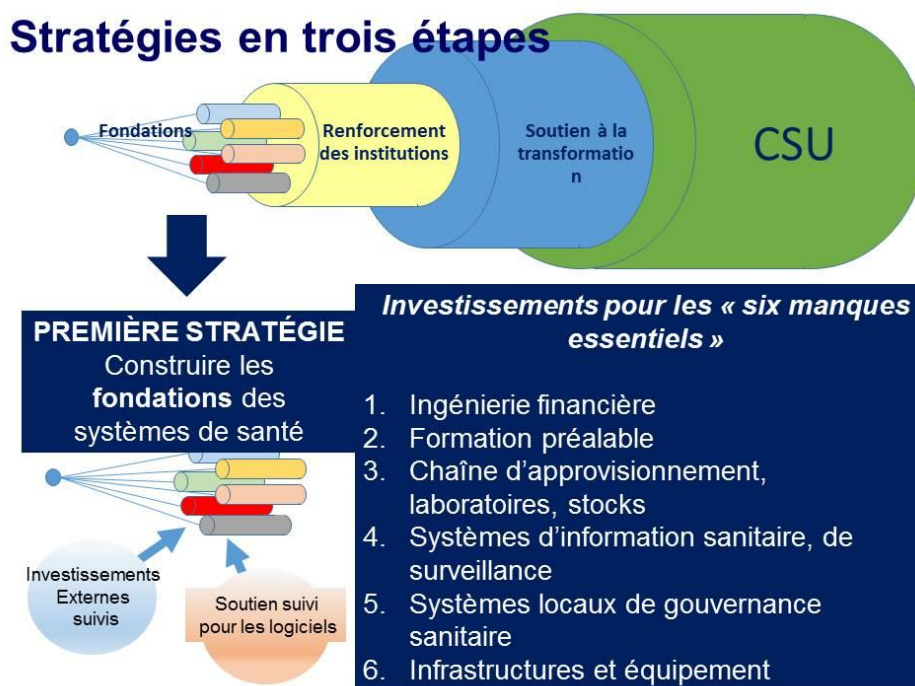 Stratégies en trois étapes
Fondations
Renforcement
des institutions
Soutien à la
transformatio
n
CSU
PREMIÈRE STRATÉGIE
Construire les
fondations des
systèmes de santé
Investissements
Externes
suivis
Soutien suivi
pour les logiciels
Investissements pour les « six manques
essentiels »
1. Ingénierie financière
2. Formation préalable
3. Chaîne d’approvisionnement,
laboratoires, stocks
4. Systèmes d’information sanitaire, de
surveillance
5. Systèmes locaux de gouvernance
sanitaire
6. Infrastructures et équipement